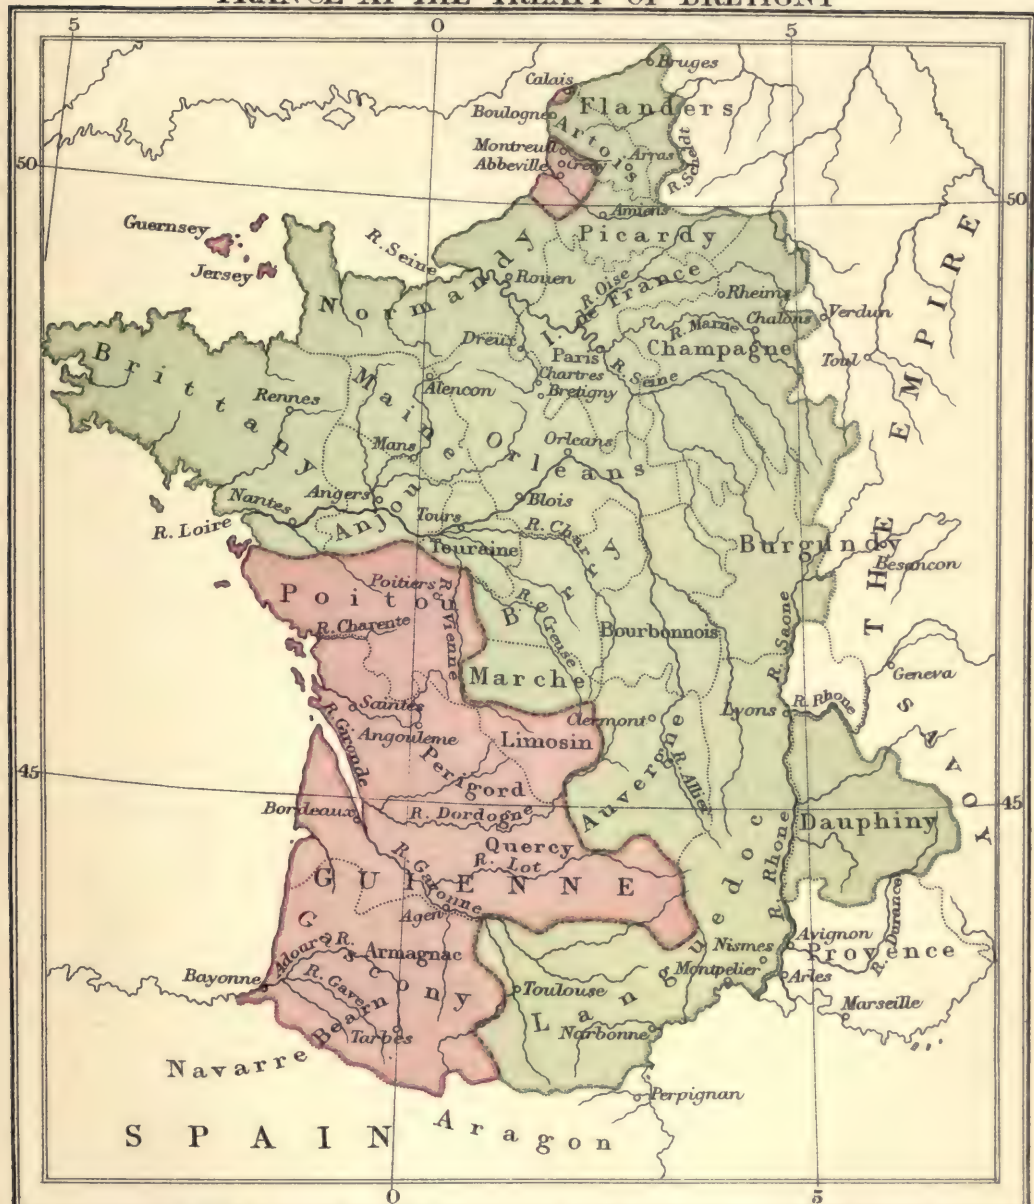 FRANCE AT THE TREATY OF BRETIGNY
5
0
5
Bruges
Calais
Flanders
Boulogne
Artois
Montreuil
Crecy
Arras
R. Scheldt
Abbeville
50
50
Amiens
Guernsey
Picardy
R. Seine
Jersey
Rouen
R. Oise
I. de France
Normandy
Rheims
Verdun
Chalons
R. Marne
Dreux
Paris
Champagne
Toul
Chartres
R. Seine
Brittany
Maine
Alencon
Bretigny
Rennes
THE EMPIRE
Mans
Orleans
Orleans
Angers
Blois
Nantes
Anjou
R. Loire
Tours
R. Cher
Touraine
Burgundy
Besancon
Poitiers
Berry
Poitou
R. Vienne
R. Creuse
Bourbonnois
R. Charente
R. Saone
Geneva
Marche
SAVOY
Saintes
Clermont
Lyons
R. Rhone
Angouleme
Limosin
R. Gironde
Perigord
Auvergne
R. Allier
45
45
Bordeaux
R. Dordogne
Dauphiny
Quercy
R. Lot
R. Rhone
R. Garonne
GUIENNE
Agen
R. Durance
Languedoc
Gascony
Avignon
Nismes
Provence
Adour R.
Armagnac
Montpelier
Arles
Bayonne
R. Gave
Toulouse
Marseille
Bearn
Tarbes
Narbonne
Navarre
Perpignan
SPAIN
Aragon
0
5